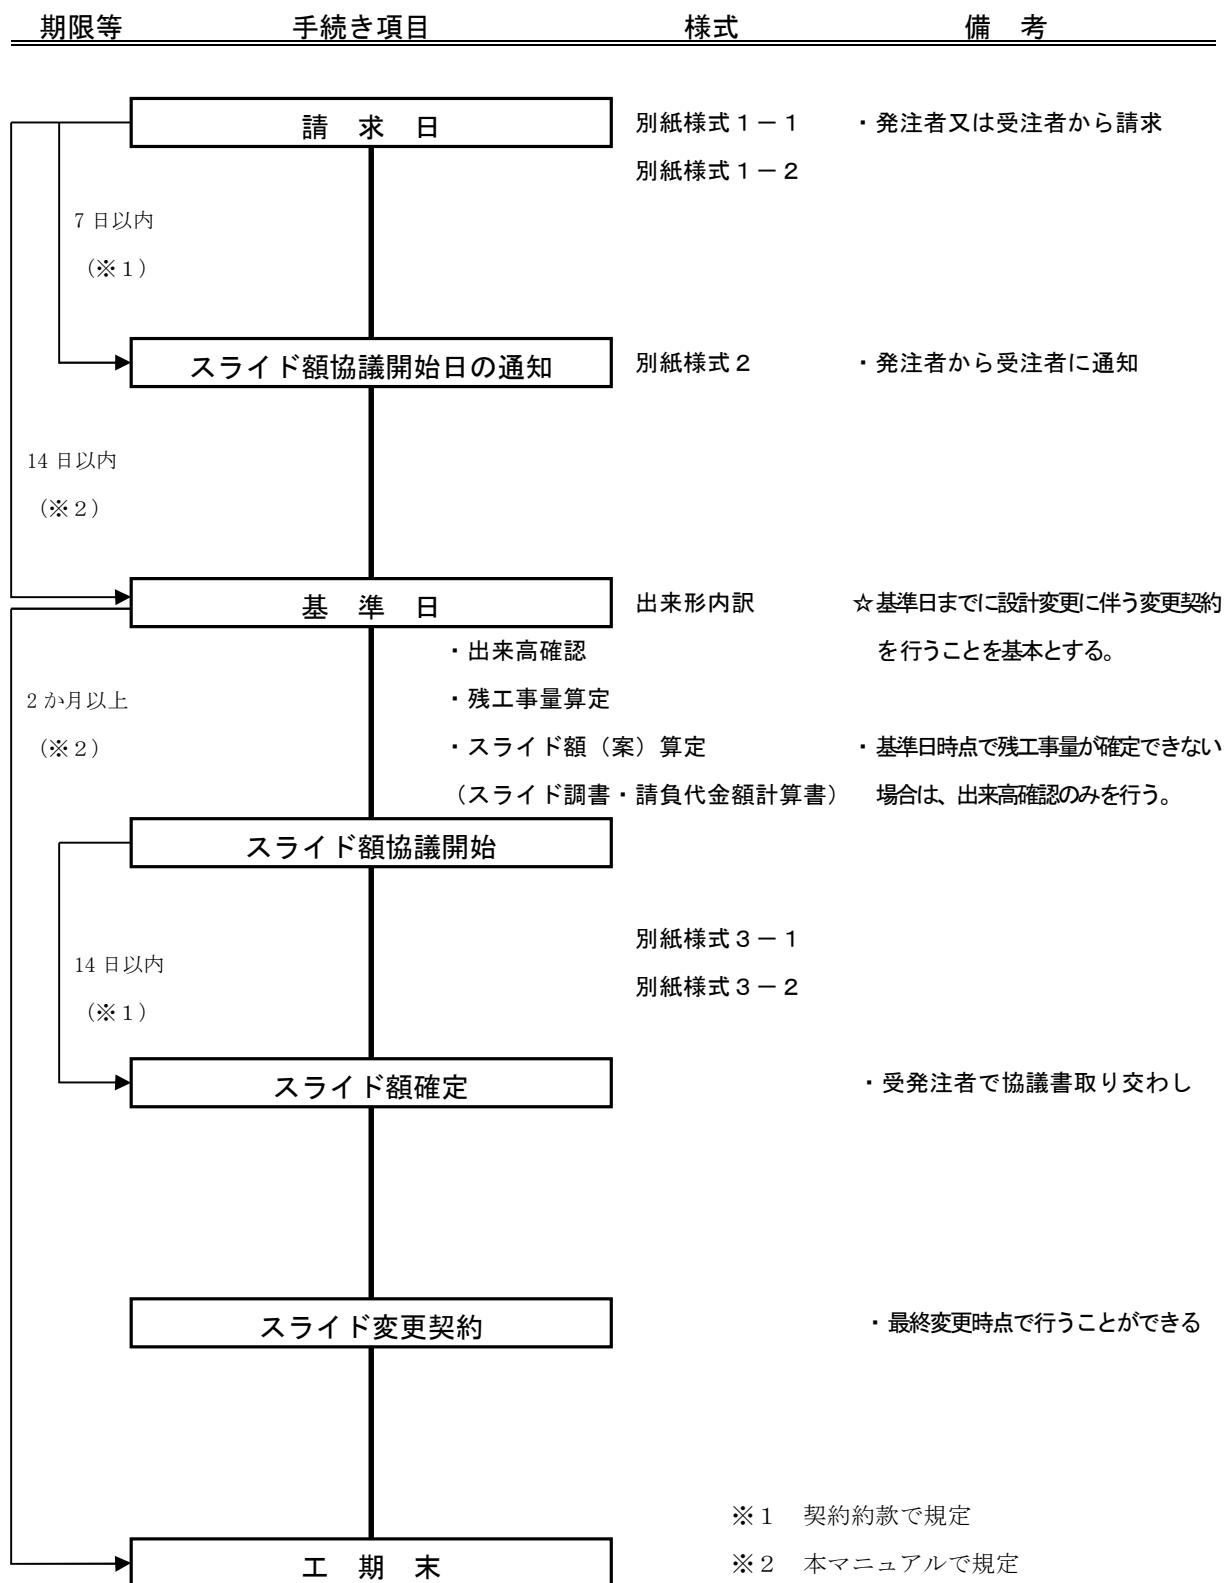 期限等 手続き項目 様式 備 考
請 求 日 別紙様式1-1 ・発注者又は受注者から請求
別紙様式1-2
7日以内
(※1)
スライド額協議開始日の通知 別紙様式2 ・発注者から受注者に通知
14日以内
(※2)
基 準 日 出来形内訳 ☆基準日までに設計変更に伴う変更契約
・出来高確認 を行うことを基本とする。
2か月以上 ・残工事量算定
(※2) ・スライド額(案)算定 ・基準日時点で残工事量が確定できない
(スライド調書・請負代金額計算書) 場合は、出来高確認のみを行う。
スライド額協議開始
別紙様式3-1
14日以内
別紙様式3-2
(※1)
スライド額確定 ・受発注者で協議書取り交わし
スライド変更契約 ・最終変更時点で行うことができる
※1 契約約款で規定
工 期 末 ※2 本マニュアルで規定